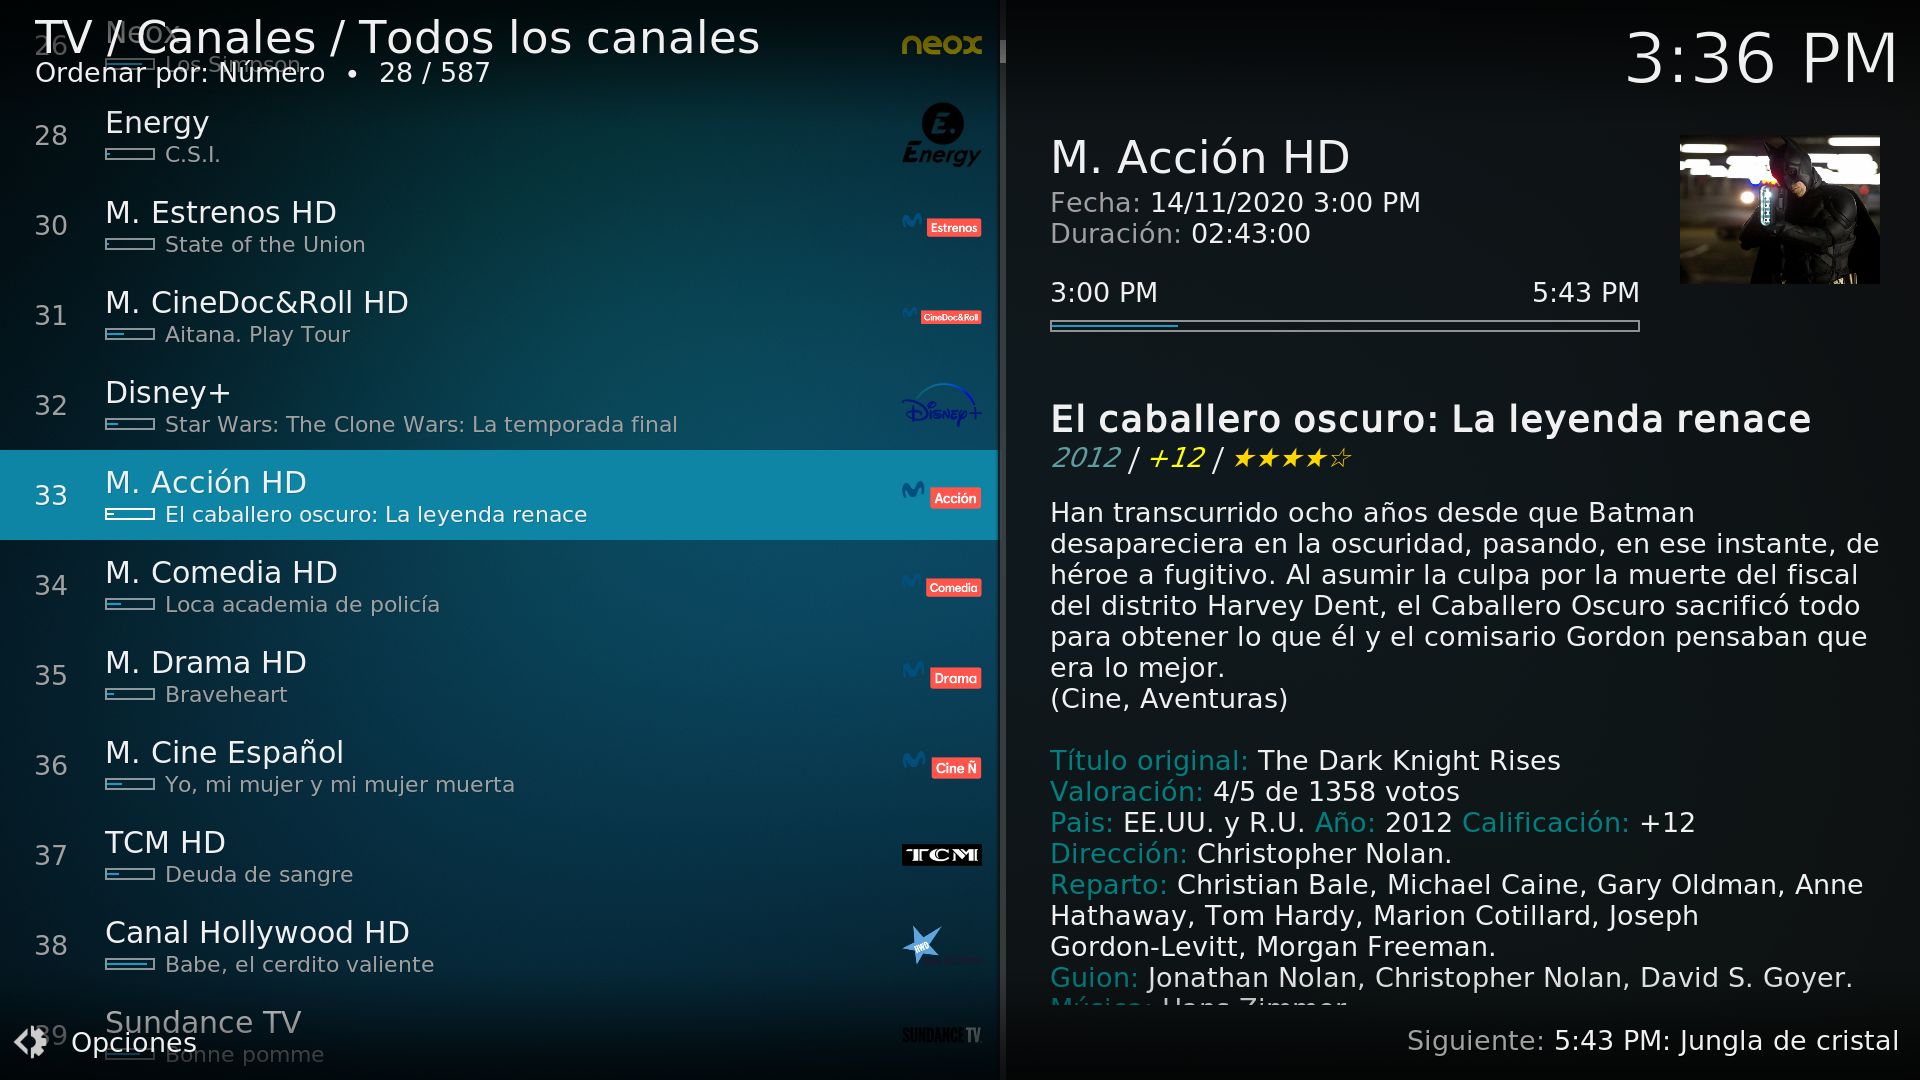 TV / Canales / Todos los canales
Ordenar por: Número • 28 / 587
3:36 PM
26 Neox
Los Simpson
neox
28 Energy
C.S.I.
E.
Energy
30 M. Estrenos HD
State of the Union
Estrenos
31 M. CineDoc&Roll HD
Aitana. Play Tour
CineDoc&Roll
32 Disney+
Star Wars: The Clone Wars: La temporada final
Disney+
33 M. Acción HD
El caballero oscuro: La leyenda renace
Acción
34 M. Comedia HD
Loca academia de policía
Comedia
35 M. Drama HD
Braveheart
Drama
36 M. Cine Español
Yo, mi mujer y mi mujer muerta
Cine Ñ
37 TCM HD
Deuda de sangre
TCM
38 Canal Hollywood HD
Babe, el cerdito valiente
39 Sundance TV
Bonne pomme
SUNDANCETV
Opciones
M. Acción HD
Fecha: 14/11/2020 3:00 PM
Duración: 02:43:00
3:00 PM 5:43 PM
El caballero oscuro: La leyenda renace
2012 / +12 / ★★★★☆
Han transcurrido ocho años desde que Batman
desapareciera en la oscuridad, pasando, en ese instante, de
héroe a fugitivo. Al asumir la culpa por la muerte del fiscal
del distrito Harvey Dent, el Caballero Oscuro sacrificó todo
para obtener lo que él y el comisario Gordon pensaban que
era lo mejor.
(Cine, Aventuras)
Título original: The Dark Knight Rises
Valoración: 4/5 de 1358 votos
Pais: EE.UU. y R.U. Año: 2012 Calificación: +12
Dirección: Christopher Nolan.
Reparto: Christian Bale, Michael Caine, Gary Oldman, Anne
Hathaway, Tom Hardy, Marion Cotillard, Joseph
Gordon-Levitt, Morgan Freeman.
Guion: Jonathan Nolan, Christopher Nolan, David S. Goyer.
Música: Hans Zimmer
Siguiente: 5:43 PM: Jungla de cristal